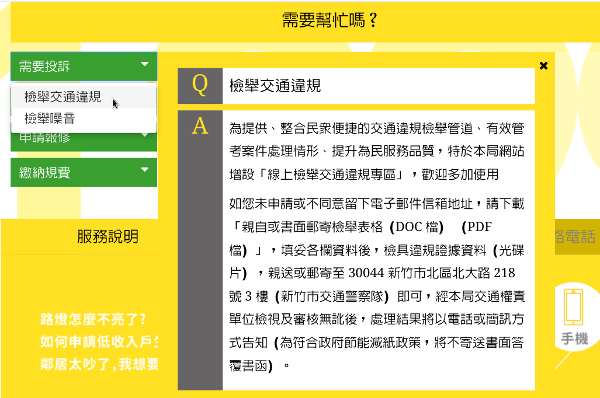 需要幫忙嗎？
需要投訴
檢舉交通違規
檢舉噪音
申請報修
繳納規費
Q
檢舉交通違規
A
為提供、整合民眾便捷的交通違規檢舉管道、有效管
考案件處理情形、提升為民服務品質，特於本局網站
增設「線上檢舉交通違規專區」，歡迎多加使用
如您未申請或不同意留下電子郵件信箱地址，請下載
「親自或書面郵寄檢舉表格 (DOC 檔) (PDF
檔) 」，填妥各欄資料後，檢具違規證據資料 (光碟
片) ，親送或郵寄至 30044 新竹市北區北大路 218
號 3 樓 (新竹市交通警察隊) 即可，經本局交通權責
單位檢視及審核無訛後，處理結果將以電話或簡訊方
式告知 (為符合政府節能減紙政策，將不寄送書面答
覆書函) 。
服務說明
路電話
路燈怎麼不亮了?
如何申請低收入戶
鄰居太吵了,我想要
手機